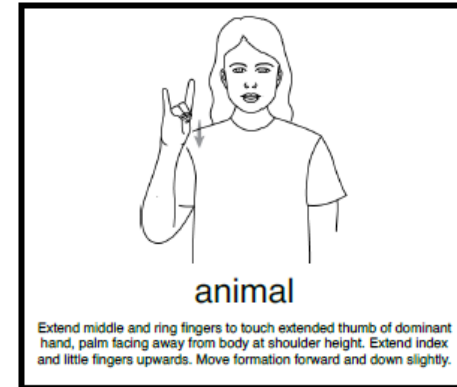 animal
Extend middle and ring fingers to touch extended thumb of dominant
hand, palm facing away from body at shoulder height. Extend index
and little fingers upwards. Move formation forward and down slightly.